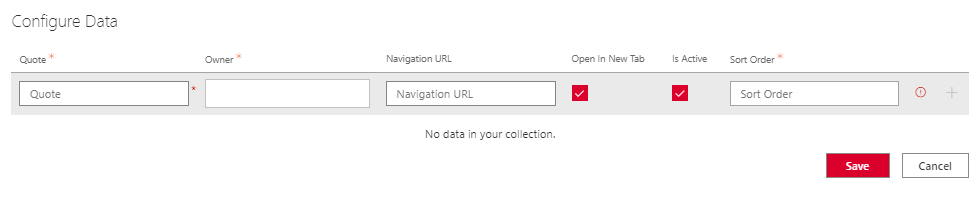 Configure Data
Quote * Owner * Navigation URL Open In New Tab Is Active Sort Order *
Quote * Navigation URL Sort Order
No data in your collection.
Save Cancel